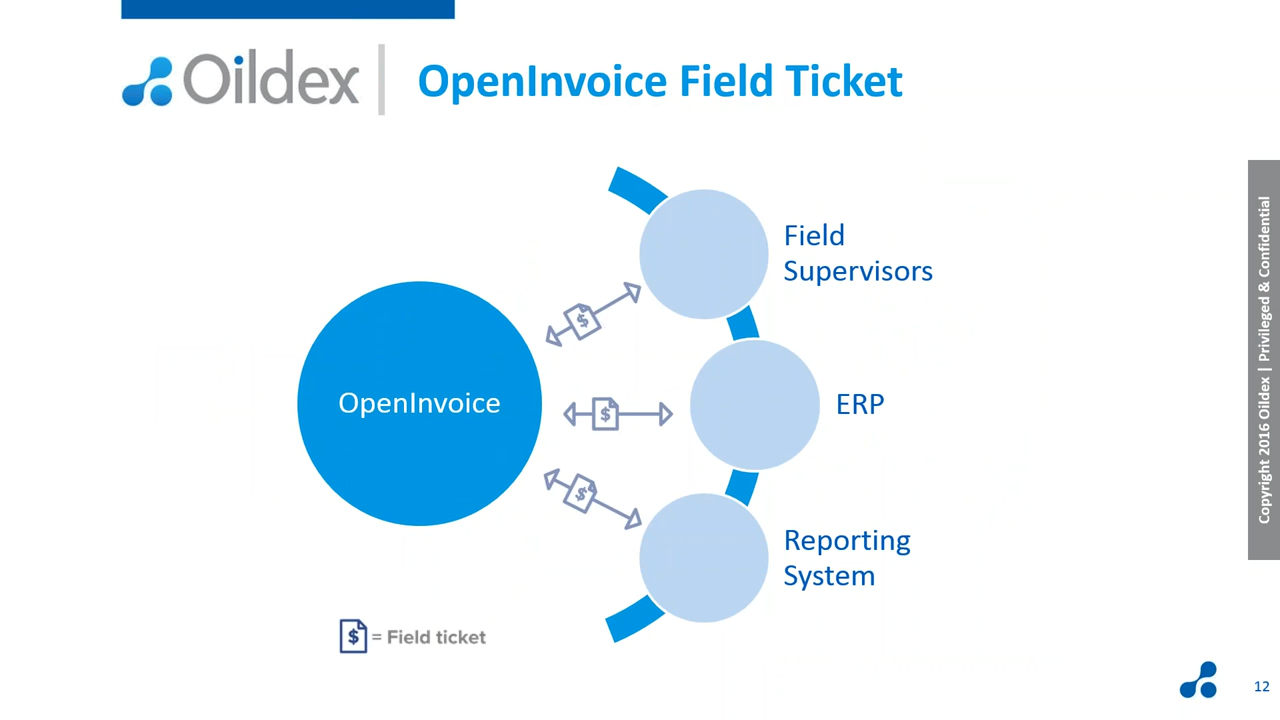 Oildex
OpenInvoice Field Ticket
Field
Supervisors
$
OpenInvoice
$
ERP
$
Reporting
System
$ = Field ticket
Copyright 2016 Oildex | Privileged & Confidential
12